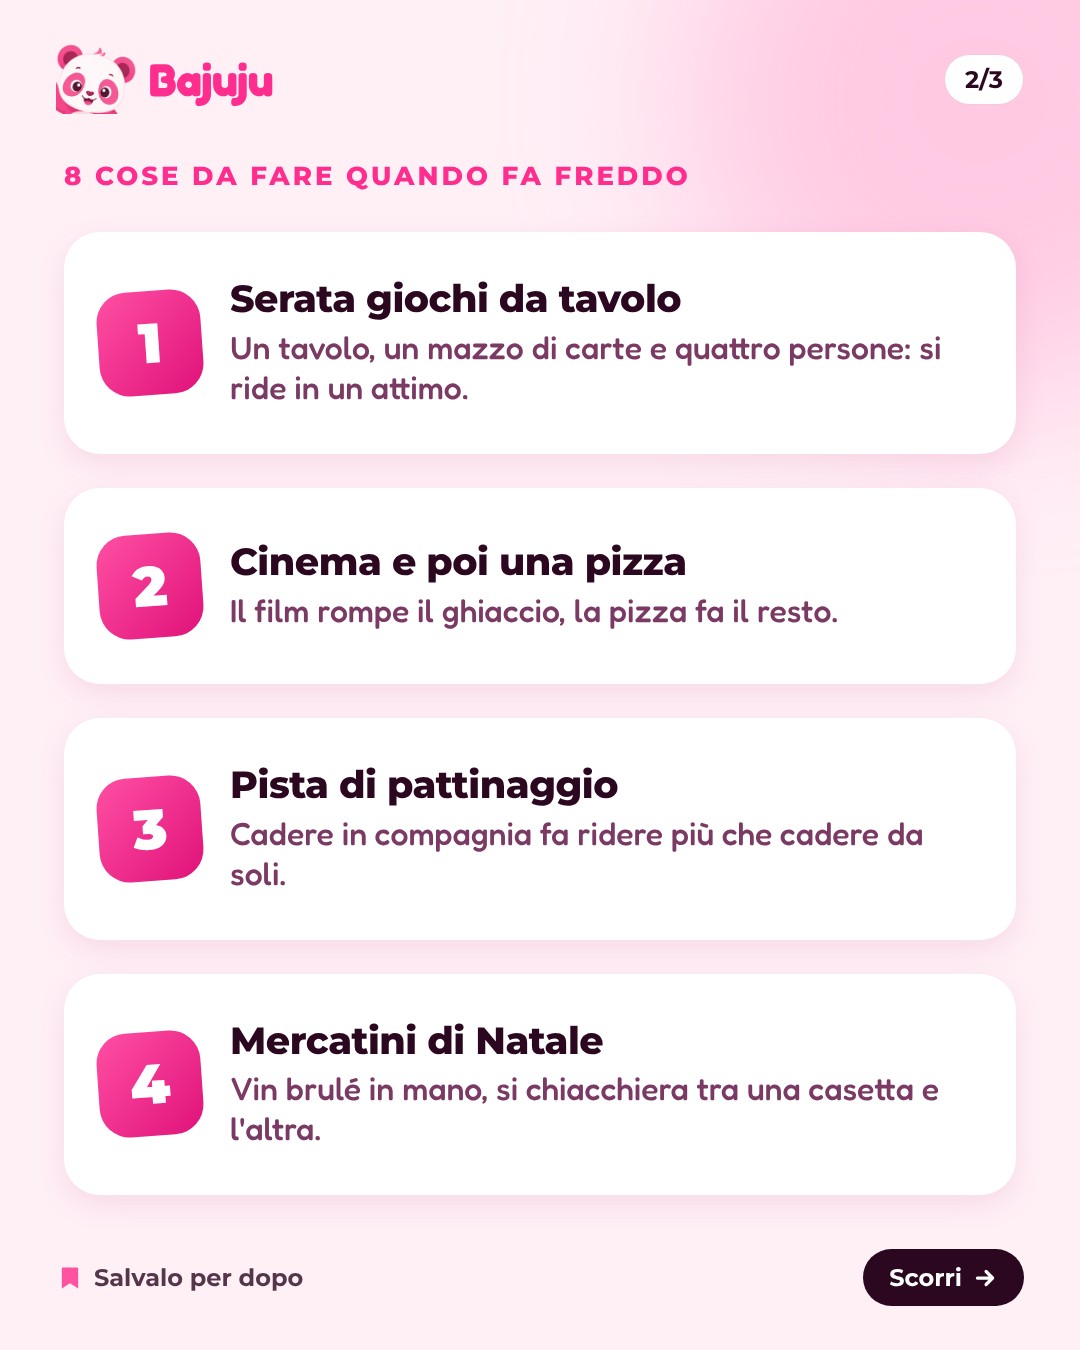 Bajuju
2/3
8 COSE DA FARE QUANDO FA FREDDO
1
Serata giochi da tavolo
Un tavolo, un mazzo di carte e quattro persone: si
ride in un attimo.
2
Cinema e poi una pizza
Il film rompe il ghiaccio, la pizza fa il resto.
3
Pista di pattinaggio
Cadere in compagnia fa ridere più che cadere da
soli.
4
Mercatini di Natale
Vin brulé in mano, si chiacchiera tra una casetta e
l'altra.
Salvalo per dopo
Scorri →